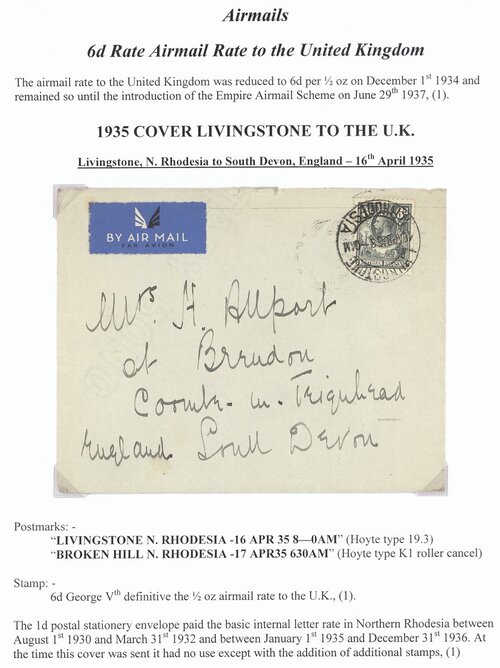 Airmails
6d Rate Airmail Rate to the United Kingdom
The airmail rate to the United Kingdom was reduced to 6d per ½ oz on December 1st 1934 and
remained so until the introduction of the Empire Airmail Scheme on June 29th 1937, (1).
1935 COVER LIVINGSTONE TO THE U.K.
Livingstone, N. Rhodesia to South Devon, England – 16th April 1935
BY AIR MAIL
PAR AVION
LIVINGSTONE
RHODESIA
Mrs. H. Allport
at Brendon
Coombe-in-Teignhead
England South Devon
Postmarks: -
“LIVINGSTONE N. RHODESIA -16 APR 35 8—0AM” (Hoyte type 19.3)
“BROKEN HILL N. RHODESIA -17 APR35 630AM” (Hoyte type K1 roller cancel)
Stamp: -
6d George Vth definitive the ½ oz airmail rate to the U.K., (1).
The 1d postal stationery envelope paid the basic internal letter rate in Northern Rhodesia between
August 1st 1930 and March 31st 1932 and between January 1st 1935 and December 31st 1936. At
the time this cover was sent it had no use except with the addition of additional stamps, (1)